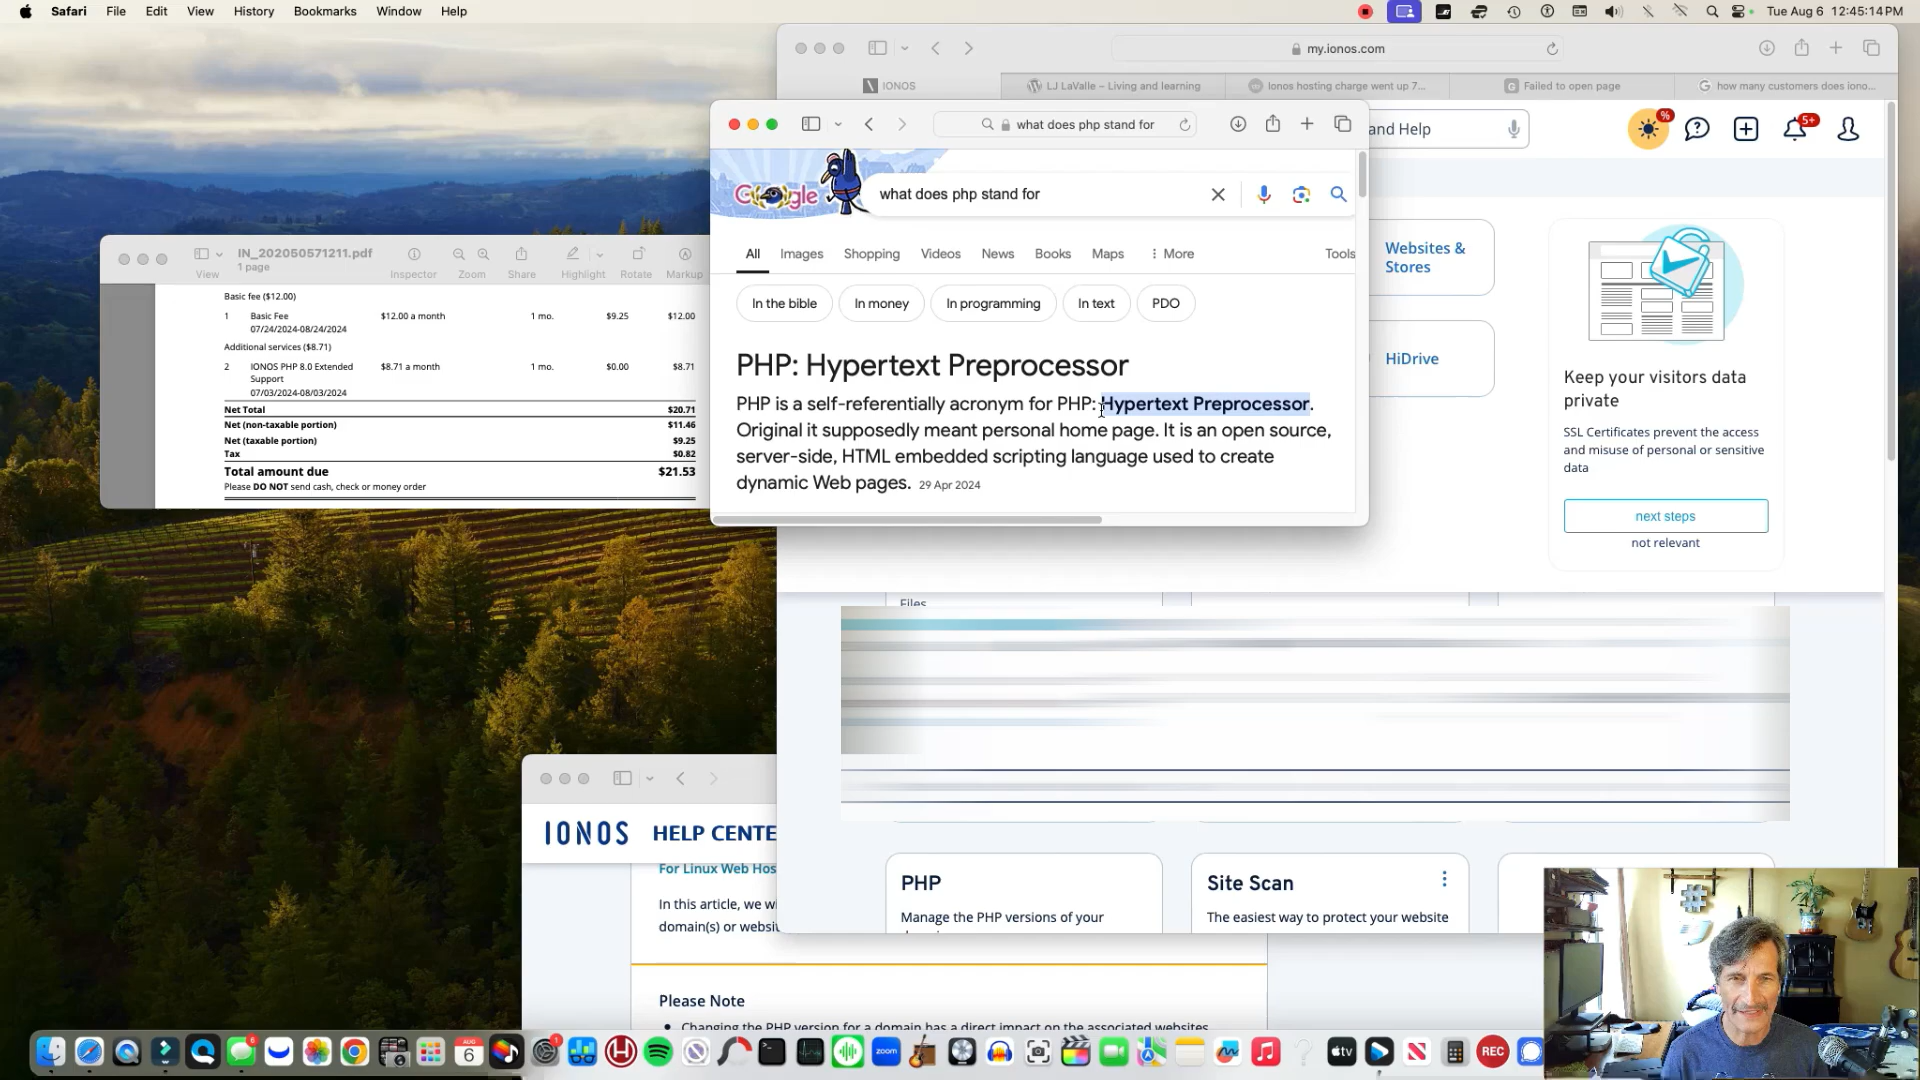 Safari File Edit View History Bookmarks Window Help
Tue Aug 6 12:45:14 PM
my.ionos.com
IONOS
LJ LaValle – Living and learning
Ionos hosting charge went up 7...
Failed to open page
how many customers does iono...
what does php stand for
and Help
%
5+
Google
what does php stand for
All Images Shopping Videos News Books Maps More Tools
In the bible
In money
In programming
In text
PDO
PHP: Hypertext Preprocessor
PHP is a self-referentially acronym for PHP: Hypertext Preprocessor.
Original it supposedly meant personal home page. It is an open source,
server-side, HTML embedded scripting language used to create
dynamic Web pages. 29 Apr 2024
Websites &
Stores
HiDrive
Keep your visitors data
private
SSL Certificates prevent the access
and misuse of personal or sensitive
data
next steps
not relevant
IN_202050571211.pdf
1 page
View Inspector Zoom Share Highlight Rotate Markup
Basic fee ($12.00)
1 Basic Fee $12.00 a month 1 mo. $9.25 $12.00
07/24/2024-08/24/2024
Additional services ($8.71)
2 IONOS PHP 8.0 Extended $8.71 a month 1 mo. $0.00 $8.71
Support
07/03/2024-08/03/2024
Net Total $20.71
Net (non-taxable portion) $11.46
Net (taxable portion) $9.25
Tax $0.82
Total amount due $21.53
Please DO NOT send cash, check or money order
Files
PHP
Manage the PHP versions of your
Site Scan
The easiest way to protect your website
IONOS HELP CENTE
For Linux Web Hos
In this article, we wi
domain(s) or websit
Please Note
Changing the PHP version for a domain has a direct impact on the associated websites
AUG
6
zoom
tv
REC